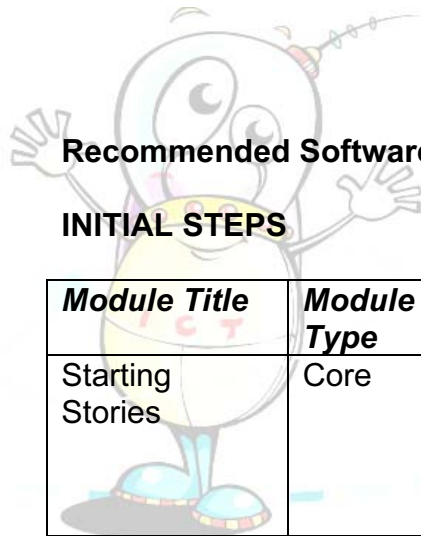 Recommended Software
INITIAL STEPS
Module Title Module Type
Starting Stories Core
I C T